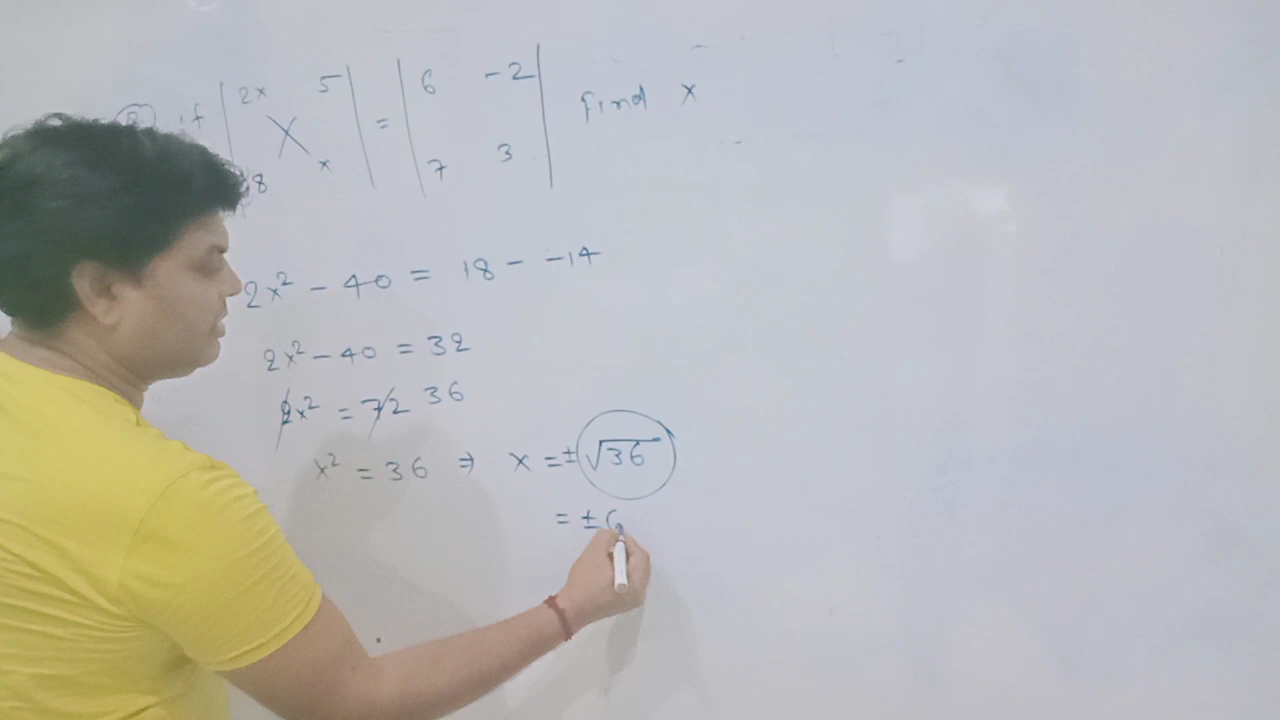 if | 2x 5 | = | 6 -2 | find x
| 8 x | | 7 3 |
2x² - 40 = 18 - -14
2x² - 40 = 32
2x² = 72 36
x² = 36 ⇒ x = ± √36
= ± 6